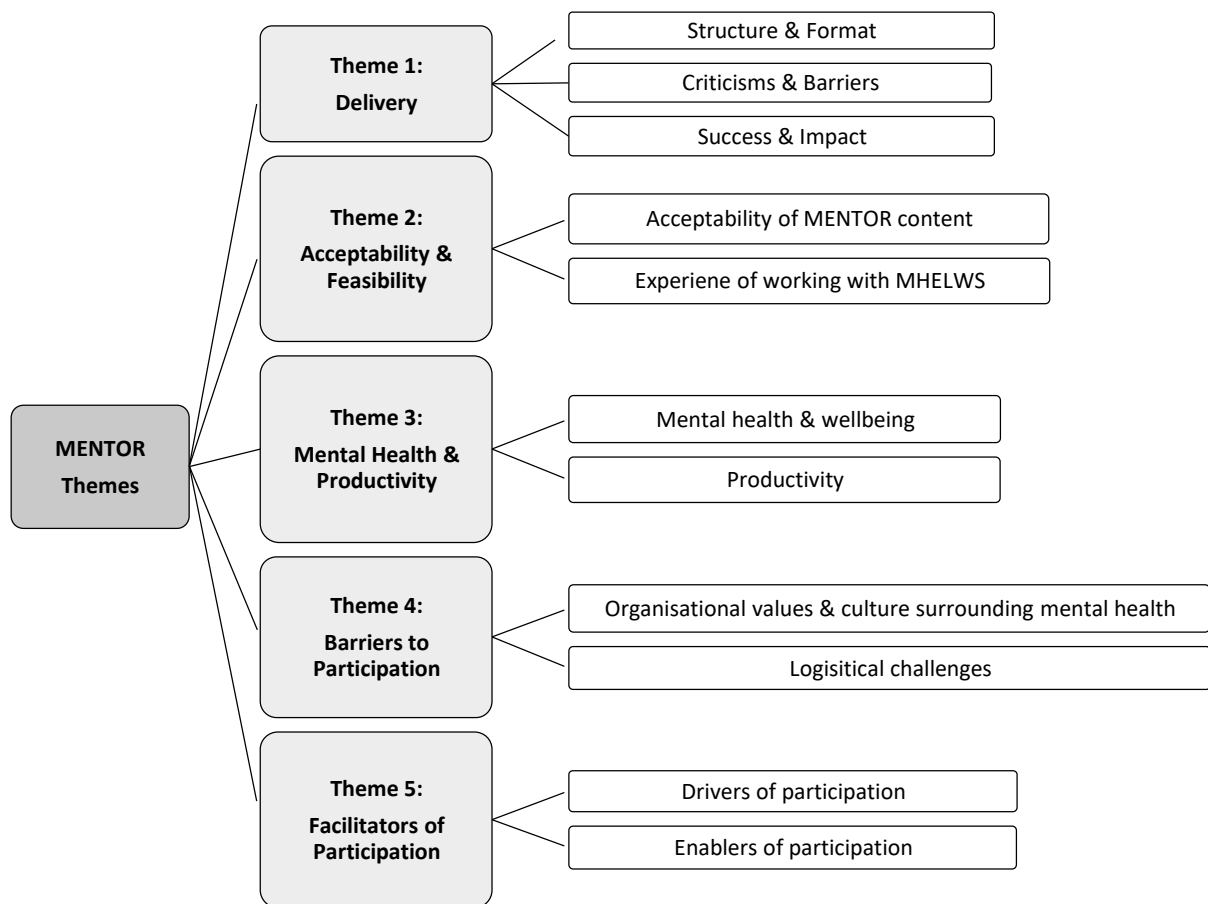 Theme 1:
Delivery
Structure & Format
Criticisms & Barriers
Success & Impact
Theme 2:
Acceptability &
Feasibility
Acceptability of MENTOR content
Experiene of working with MHELWS
MENTOR
Themes
Theme 3:
Mental Health &
Productivity
Mental health & wellbeing
Productivity
Theme 4:
Barriers to
Participation
Organisational values & culture surrounding mental health
Logisitical challenges
Theme 5:
Facilitators of
Participation
Drivers of participation
Enablers of participation